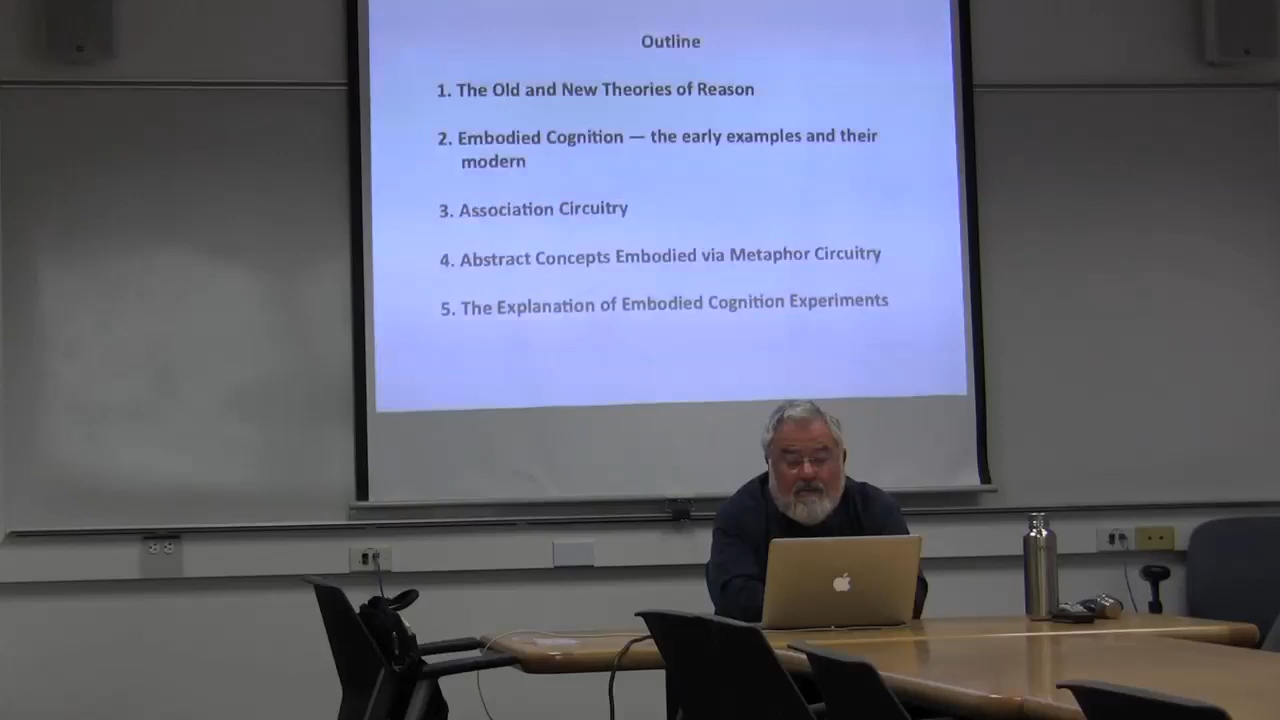 Outline
1. The Old and New Theories of Reason
2. Embodied Cognition — the early examples and their
modern
3. Association Circuitry
4. Abstract Concepts Embodied via Metaphor Circuitry
5. The Explanation of Embodied Cognition Experiments